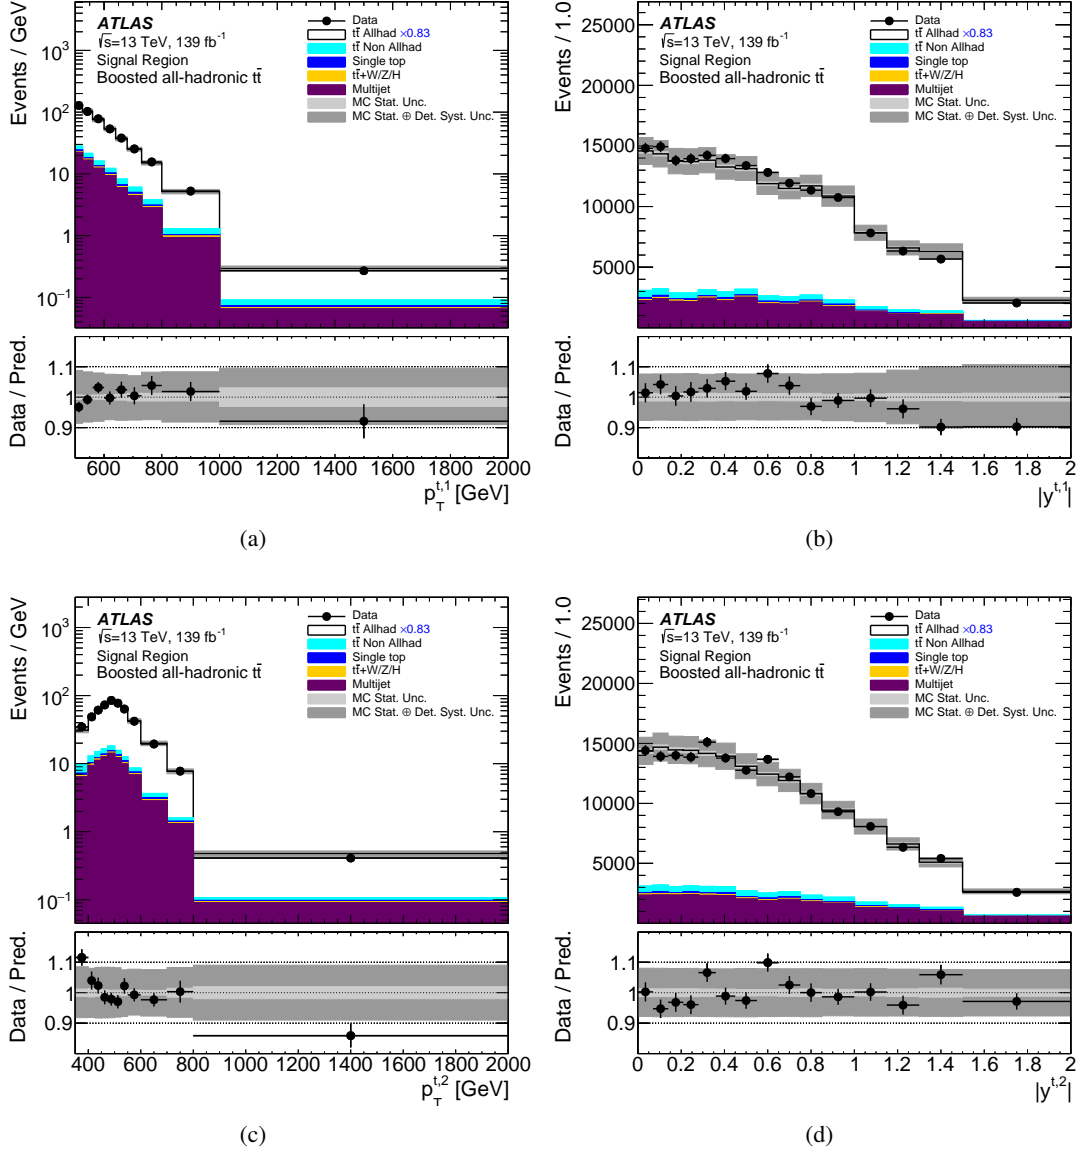 ATLAS
√s=13 TeV, 139 fb⁻¹
Signal Region
Boosted all-hadronic tt̄
Data
tt̄ Allhad ×0.83
tt̄ Non Allhad
Single top
tt̄+W/Z/H
Multijet
MC Stat. Unc.
MC Stat. ⊕ Det. Syst. Unc.
Events / GeV
10³
10²
10
1
10⁻¹
Data / Pred.
1.1
1
0.9
600 800 1000 1200 1400 1600 1800 2000
p_T^{t,1} [GeV]
(a)
ATLAS
√s=13 TeV, 139 fb⁻¹
Signal Region
Boosted all-hadronic tt̄
Data
tt̄ Allhad ×0.83
tt̄ Non Allhad
Single top
tt̄+W/Z/H
Multijet
MC Stat. Unc.
MC Stat. ⊕ Det. Syst. Unc.
Events / 1.0
25000
20000
15000
10000
5000
Data / Pred.
1.1
1
0.9
0 0.2 0.4 0.6 0.8 1 1.2 1.4 1.6 1.8 2
|y^{t,1}|
(b)
ATLAS
√s=13 TeV, 139 fb⁻¹
Signal Region
Boosted all-hadronic tt̄
Data
tt̄ Allhad ×0.83
tt̄ Non Allhad
Single top
tt̄+W/Z/H
Multijet
MC Stat. Unc.
MC Stat. ⊕ Det. Syst. Unc.
Events / GeV
10³
10²
10
1
10⁻¹
Data / Pred.
1.1
1
0.9
400 600 800 1000 1200 1400 1600 1800 2000
p_T^{t,2} [GeV]
(c)
ATLAS
√s=13 TeV, 139 fb⁻¹
Signal Region
Boosted all-hadronic tt̄
Data
tt̄ Allhad ×0.83
tt̄ Non Allhad
Single top
tt̄+W/Z/H
Multijet
MC Stat. Unc.
MC Stat. ⊕ Det. Syst. Unc.
Events / 1.0
25000
20000
15000
10000
5000
Data / Pred.
1.1
1
0.9
0 0.2 0.4 0.6 0.8 1 1.2 1.4 1.6 1.8 2
|y^{t,2}|
(d)